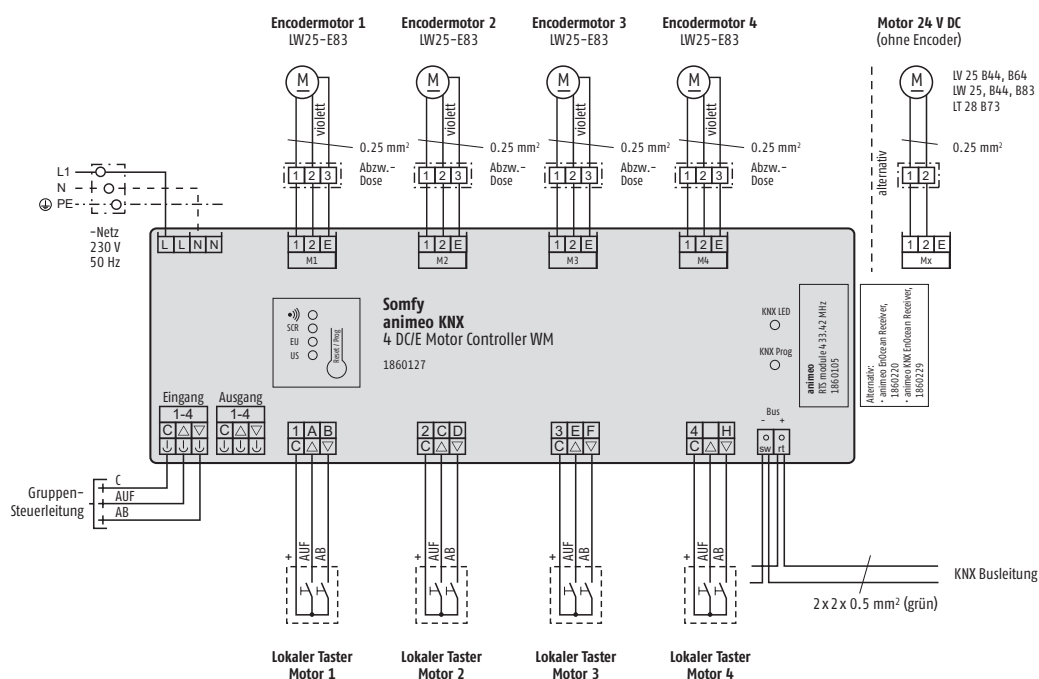 Encodermotor 1
LW25-E83
Encodermotor 2
LW25-E83
Encodermotor 3
LW25-E83
Encodermotor 4
LW25-E83
Motor 24 V DC
(ohne Encoder)
M
violett
0.25 mm²
Abzw.-
Dose
1 2 3
M
violett
0.25 mm²
Abzw.-
Dose
1 2 3
M
violett
0.25 mm²
Abzw.-
Dose
1 2 3
M
violett
0.25 mm²
Abzw.-
Dose
1 2 3
alternativ
M
LV 25 B44, B64
LW 25, B44, B83
LT 28 B73
0.25 mm²
1 2
L1
N
PE
~Netz
230 V
50 Hz
L L N N
1 2 E
M1
1 2 E
M2
1 2 E
M3
1 2 E
M4
1 2 E
Mx
SCR
EU
US
Reset / Prog
Somfy
animeo KNX
4 DC/E Motor Controller WM
1860127
KNX LED
KNX Prog
animeo
RTS module 4 33.42 MHz
1860105
Alternativ:
· animeo EnOcean Receiver,
1860220
· animeo KNX EnOcean Receiver,
1860229
Eingang
1-4
C △ ▽
Ausgang
1-4
C △ ▽
1 A B
C △ ▽
2 C D
C △ ▽
3 E F
C △ ▽
4 H
C △ ▽
Bus
- +
sw rt
Gruppen-
Steuerleitung
C
AUF
AB
+ AUF AB
+ AUF AB
+ AUF AB
+ AUF AB
KNX Busleitung
2 x 2 x 0.5 mm² (grün)
Lokaler Taster
Motor 1
Lokaler Taster
Motor 2
Lokaler Taster
Motor 3
Lokaler Taster
Motor 4